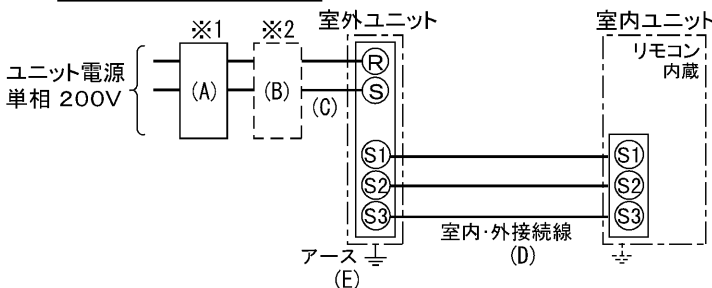 ※1
※2
室外ユニット
室内ユニット
ユニット電源
単相 200V
(A)
(B)
(C)
R
S
リモコン
内蔵
S1
S2
S3
S1
S2
S3
室内・外接続線
(D)
アース
(E)